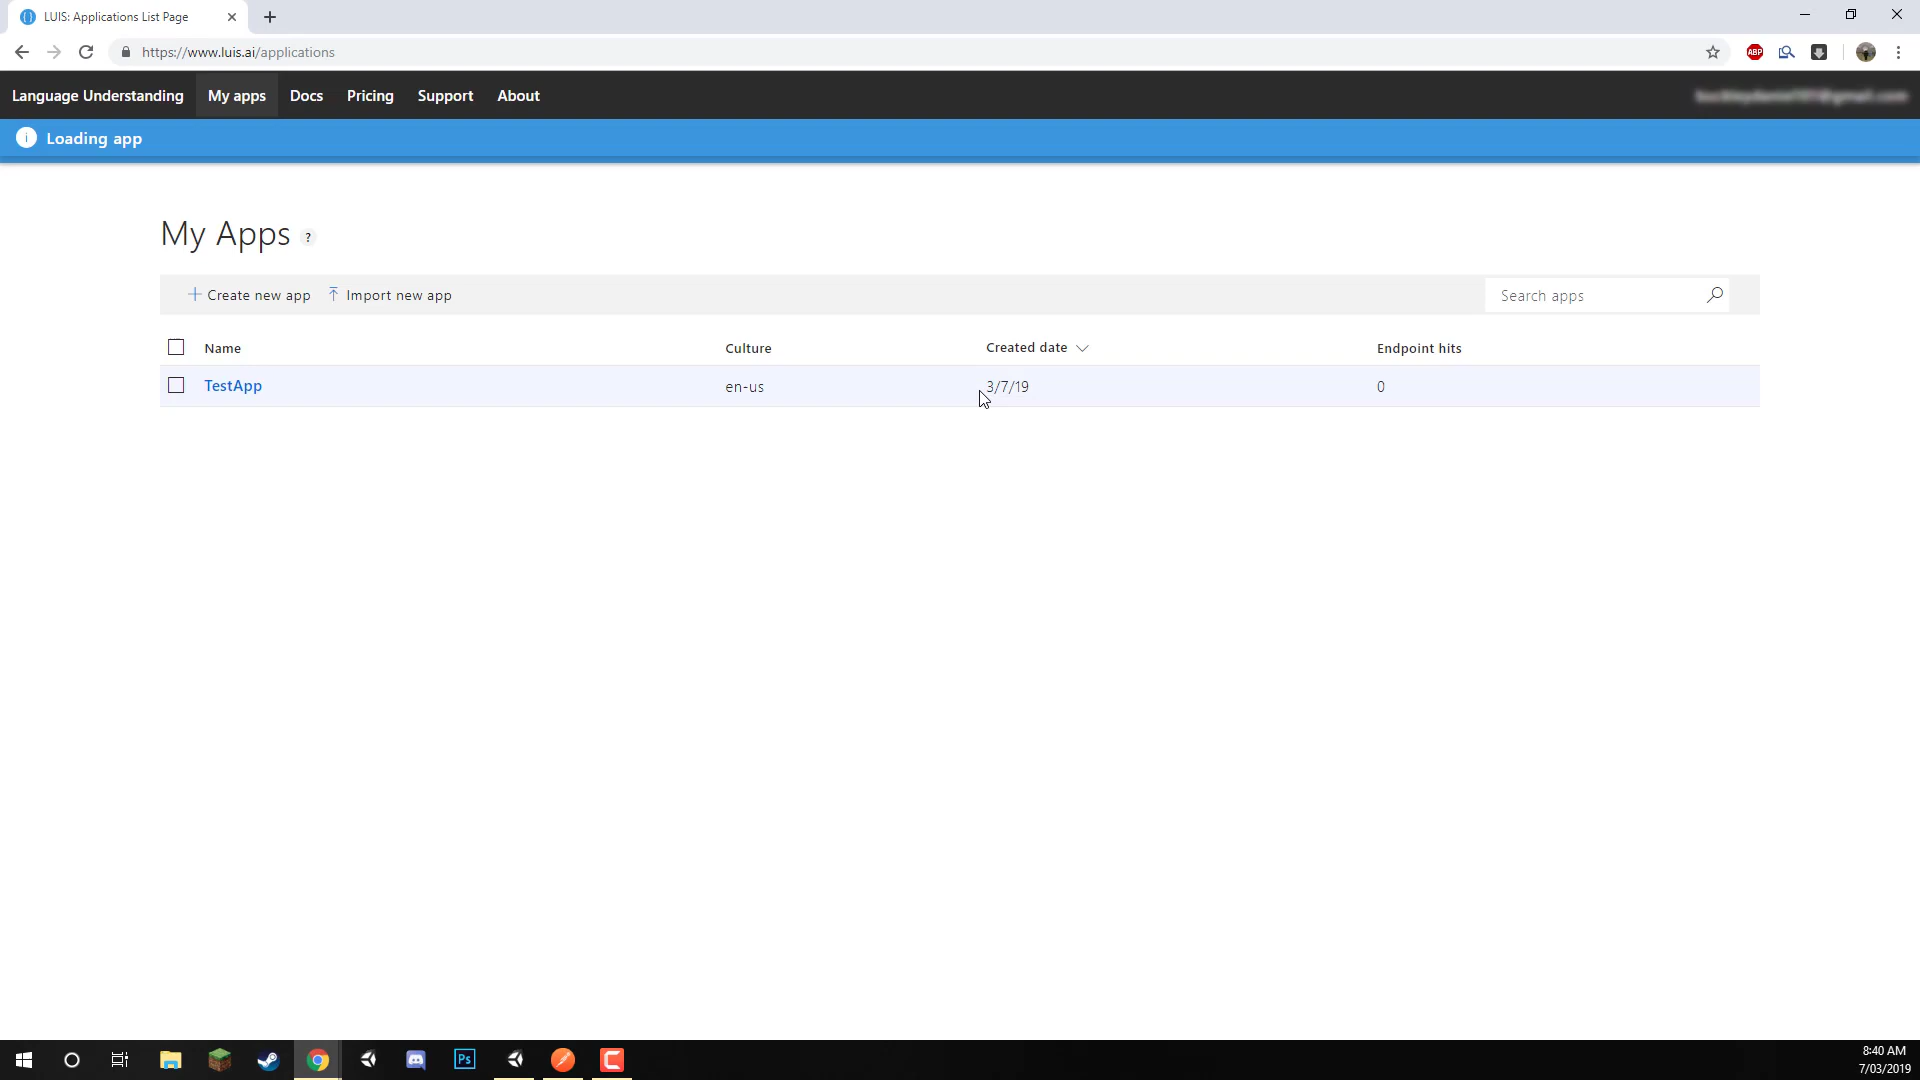 LUIS: Applications List Page
https://www.luis.ai/applications
ABP
Language Understanding My apps Docs Pricing Support About
Loading app
My Apps ?
Create new app Import new app Search apps
Name Culture Created date Endpoint hits
TestApp en-us 3/7/19 0
Ps
8:40 AM
7/03/2019